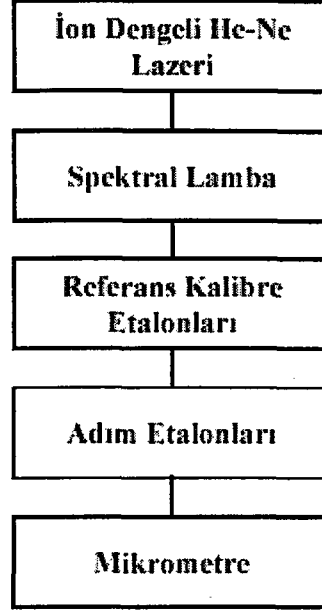 İon Dengeli He-Ne
Lazeri
Spektral Lamba
Referans Kalibre
Etalonları
Adım Etalonları
Mikrometre